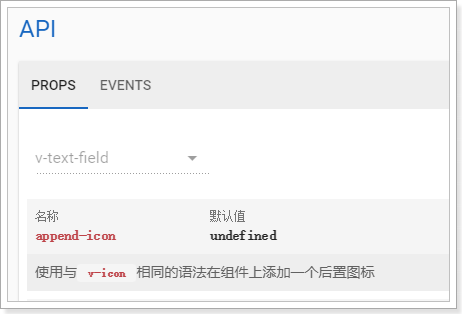 API
PROPS EVENTS
v-text-field
名称 默认值
append-icon undefined
使用与 v-icon 相同的语法在组件上添加一个后置图标